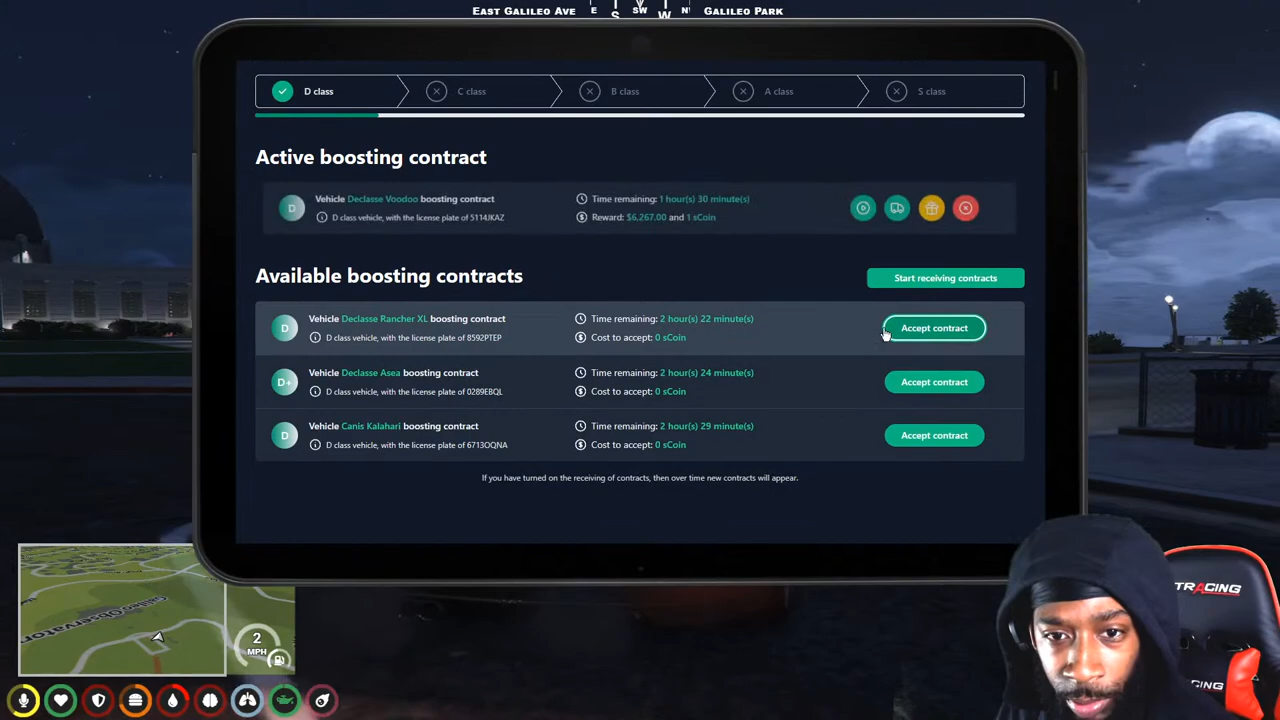 EAST GALILEO AVE E S SW W N GALILEO PARK
D class C class B class A class S class
Active boosting contract
D Vehicle Declasse Voodoo boosting contract Time remaining: 1 hour(s) 30 minute(s) D
D class vehicle, with the license plate of 5114JKAZ Reward: $6,267.00 and 1 sCoin
Available boosting contracts Start receiving contracts
D Vehicle Declasse Rancher XL boosting contract Time remaining: 2 hour(s) 22 minute(s) Accept contract
D class vehicle, with the license plate of 8592PTEP Cost to accept: 0 sCoin
D+ Vehicle Declasse Asea boosting contract Time remaining: 2 hour(s) 24 minute(s) Accept contract
D class vehicle, with the license plate of 0289EBQL Cost to accept: 0 sCoin
D Vehicle Canis Kalahari boosting contract Time remaining: 2 hour(s) 29 minute(s) Accept contract
D class vehicle, with the license plate of 6713OQNA Cost to accept: 0 sCoin
If you have turned on the receiving of contracts, then over time new contracts will appear.
Galileo Observator
2
MPH
TRACING